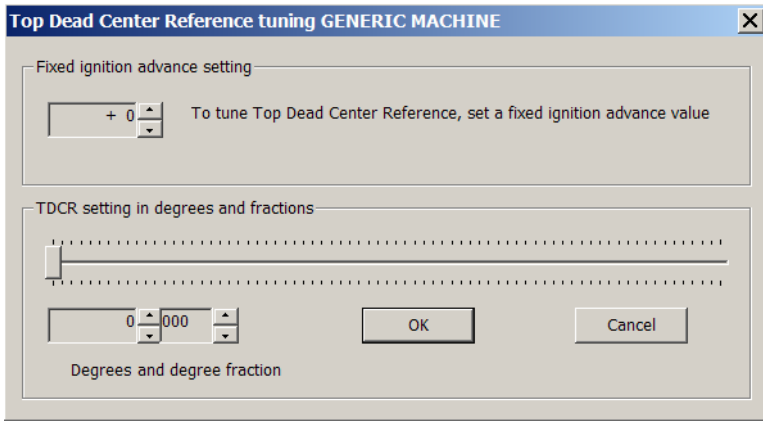 Top Dead Center Reference tuning GENERIC MACHINE
Fixed ignition advance setting
+ 0 To tune Top Dead Center Reference, set a fixed ignition advance value
TDCR setting in degrees and fractions
0 000 OK Cancel
Degrees and degree fraction